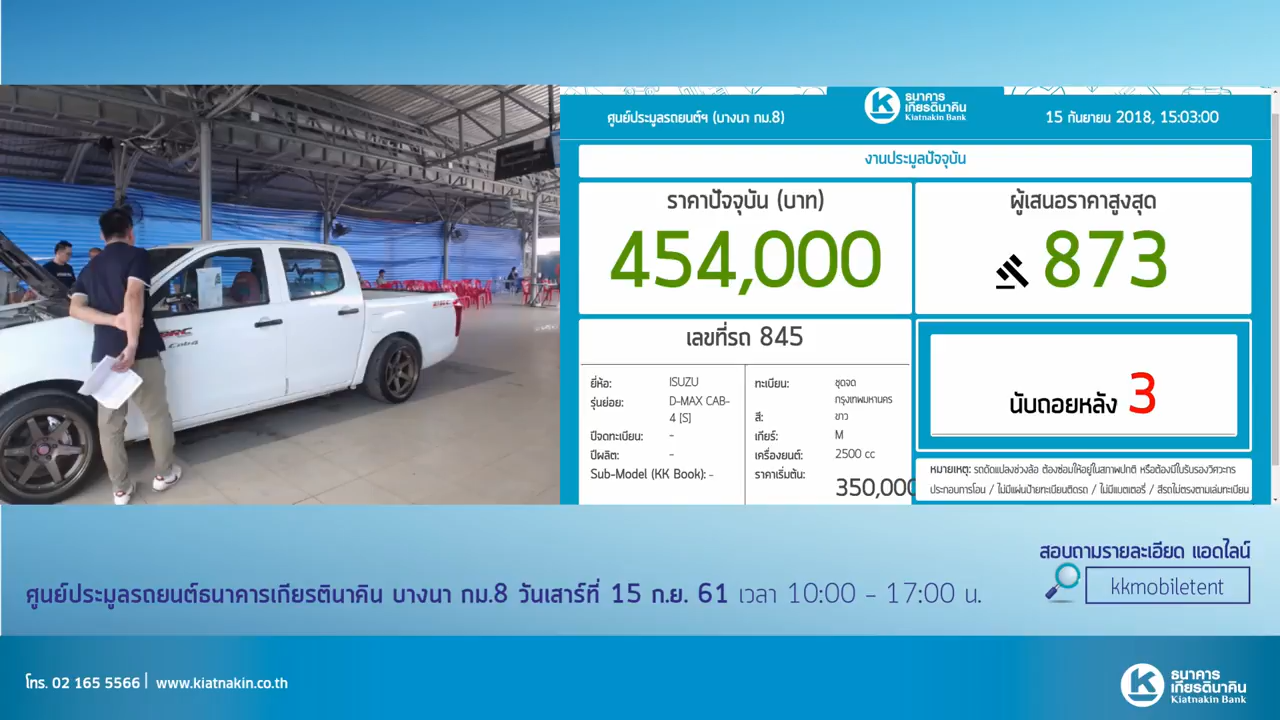 ธนาคาร
เกียรตินาคิน
Kiatnakin Bank
ศูนย์ประมูลรถยนต์ฯ (บางนา กม.8)
15 กันยายน 2018, 15:03:00
งานประมูลปัจจุบัน
ราคาปัจจุบัน (บาท)
454,000
ผู้เสนอราคาสูงสุด
873
เลขที่รถ 845
ยี่ห้อ: ISUZU
รุ่นย่อย: D-MAX CAB-
4 [S]
ปีจดทะเบียน: -
ปีผลิต: -
Sub-Model (KK Book): -
ทะเบียน: ชุดจด
กรุงเทพมหานคร
สี: ขาว
เกียร์: M
เครื่องยนต์: 2500 cc
ราคาเริ่มต้น:
350,000
นับถอยหลัง 3
หมายเหตุ: รถดัดแปลงช่วงล้อ ต้องซ่อมให้อยู่ในสภาพปกติ หรือต้องมีใบรับรองวิศวะกร
ประกอบการโอน / ไม่มีแผ่นป้ายทะเบียนติดรถ / ไม่มีแบตเตอรี่ / สีรถไม่ตรงตามเล่มทะเบียน
สอบถามรายละเอียด แอดไลน์
kkmobiletent
ศูนย์ประมูลรถยนต์ธนาคารเกียรตินาคิน บางนา กม.8 วันเสาร์ที่ 15 ก.ย. 61 เวลา 10:00 - 17:00 น.
โทร. 02 165 5566 | www.kiatnakin.co.th
ธนาคาร
เกียรตินาคิน
Kiatnakin Bank